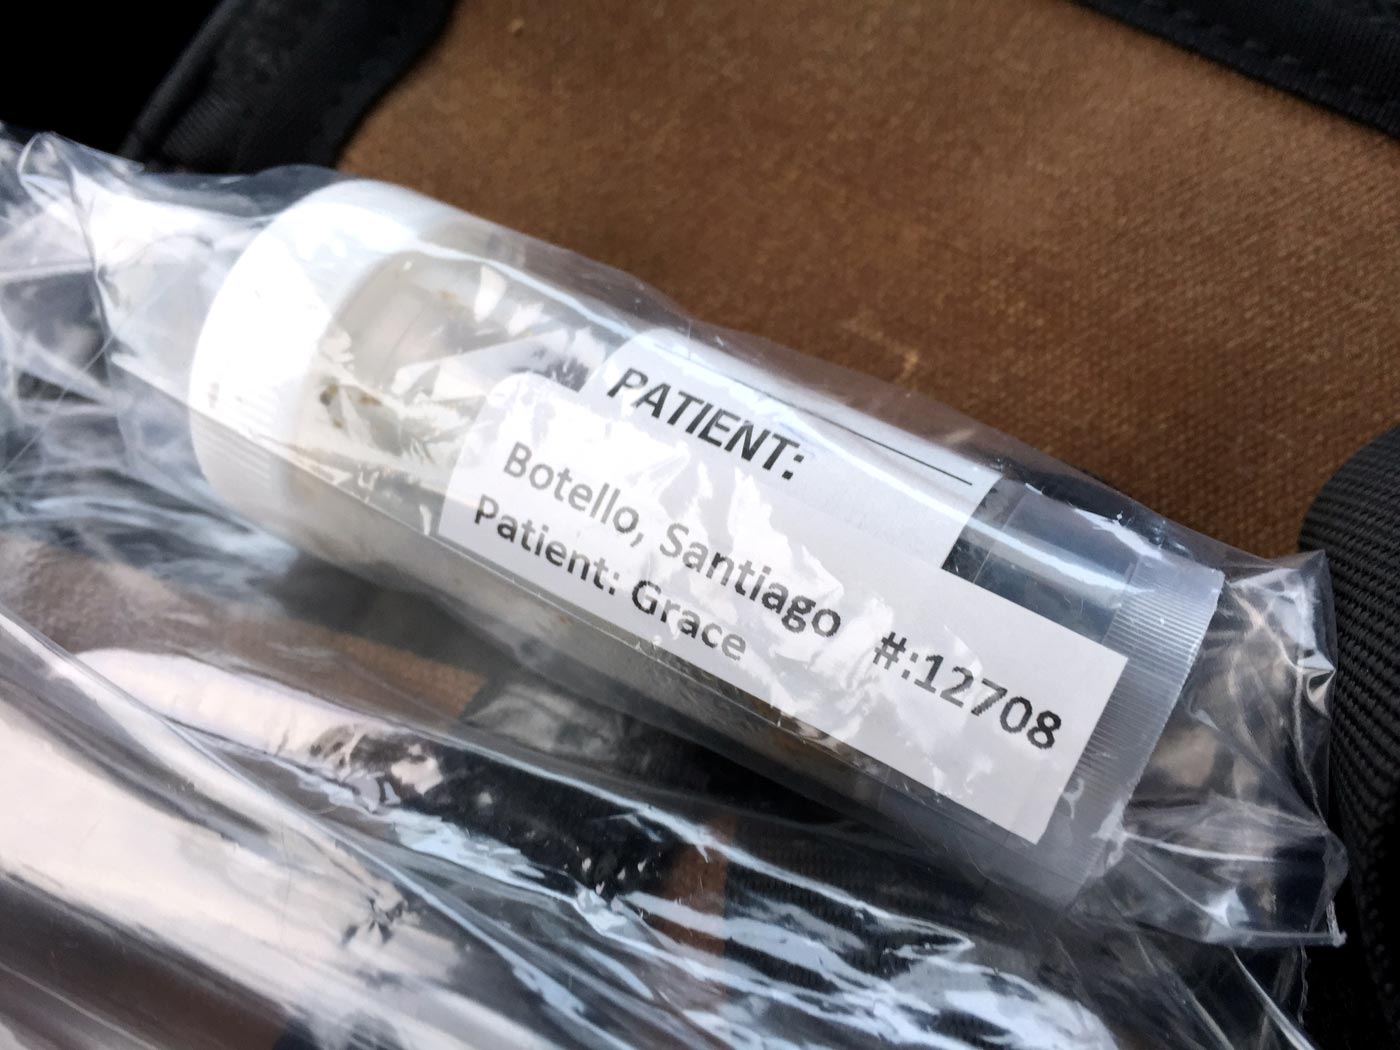 PATIENT:
Botello, Santiago #:12708
Patient: Grace